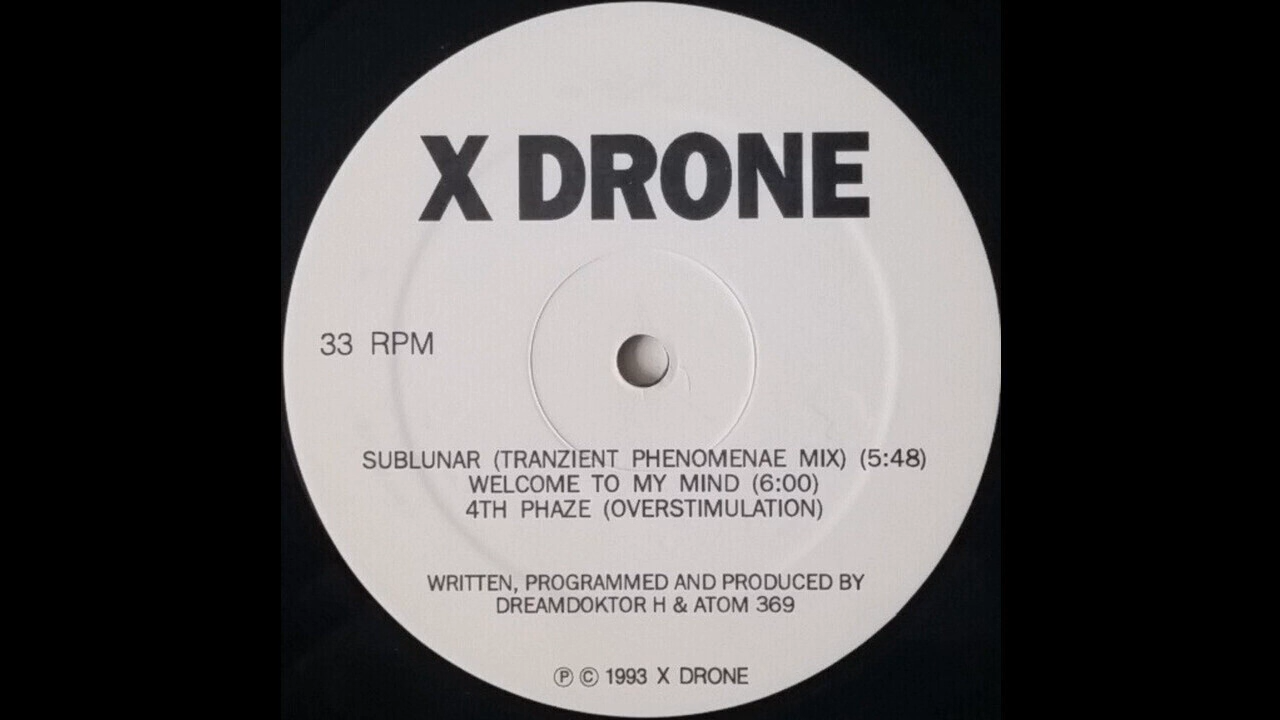 X DRONE
33 RPM
SUBLUNAR (TRANZIENT PHENOMENAE MIX) (5:48)
WELCOME TO MY MIND (6:00)
4TH PHAZE (OVERSTIMULATION)
WRITTEN, PROGRAMMED AND PRODUCED BY
DREAMDOKTOR H & ATOM 369
℗ © 1993 X DRONE